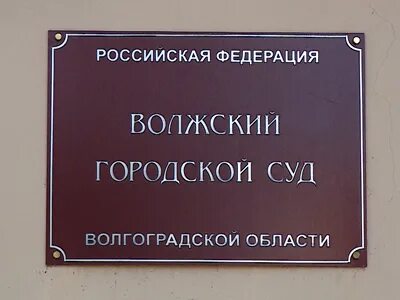 РОССИЙСКАЯ ФЕДЕРАЦИЯ
ВОЛЖСКИЙ
ГОРОДСКОЙ СУД
ВОЛГОГРАДСКОЙ ОБЛАСТИ